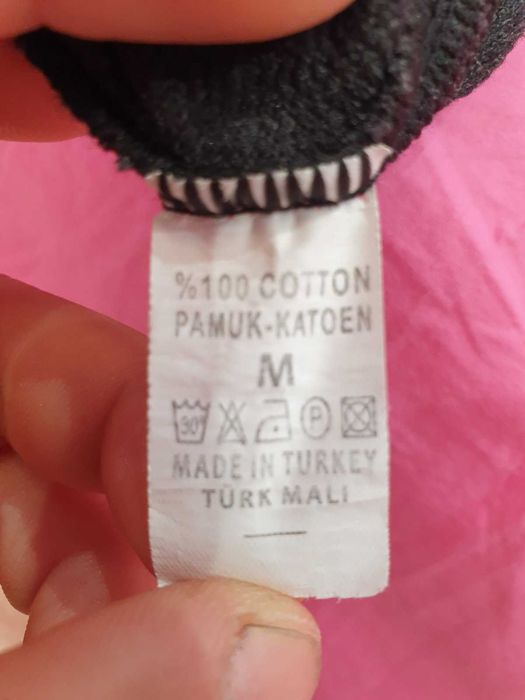 %100 COTTON
PAMUK-KATOEN
M
30° P
MADE IN TURKEY
TÜRK MALI